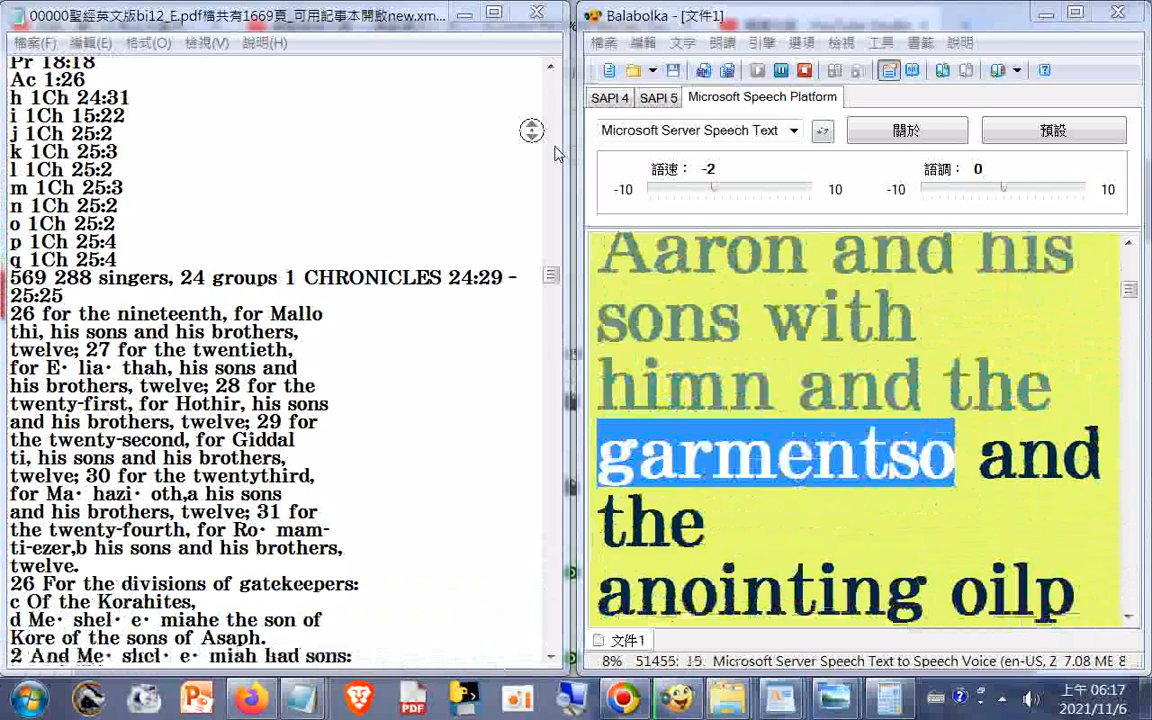 00000聖經英文版bi12_E.pdf檔共有1669頁_可用記事本開啟new.xm...
檔案(F) 編輯(E) 格式(O) 檢視(V) 說明(H)
Pr 18:18
Ac 1:26
h 1Ch 24:31
i 1Ch 15:22
j 1Ch 25:2
k 1Ch 25:3
l 1Ch 25:2
m 1Ch 25:3
n 1Ch 25:2
o 1Ch 25:2
p 1Ch 25:4
q 1Ch 25:4
569 288 singers, 24 groups 1 CHRONICLES 24:29 –
25:25
26 for the nineteenth, for Mallo
thi, his sons and his brothers,
twelve; 27 for the twentieth,
for E· lia· thah, his sons and
his brothers, twelve; 28 for the
twenty-first, for Hothir, his sons
and his brothers, twelve; 29 for
the twenty-second, for Giddal
ti, his sons and his brothers,
twelve; 30 for the twentythird,
for Ma· hazi· oth,a his sons
and his brothers, twelve; 31 for
the twenty-fourth, for Ro· mam-
ti-ezer,b his sons and his brothers,
twelve.
26 For the divisions of gatekeepers:
c Of the Korahites,
d Me· shel· e· miahe the son of
Kore of the sons of Asaph.
2 And Me· shel· e· miah had sons:
Balabolka - [文件1]
檔案 編輯 文字 朗讀 引擎 選項 檢視 工具 書籤 說明
SAPI 4 SAPI 5 Microsoft Speech Platform
Microsoft Server Speech Text 關於 預設
語速： -2 語調： 0
-10 10 -10 10
Aaron and his
sons with
himn and the
garmentso and
the
anointing oilp
文件1
8% 51455: 15. Microsoft Server Speech Text to Speech Voice (en-US, Z 7.08 MB 8
上午 06:17
2021/11/6